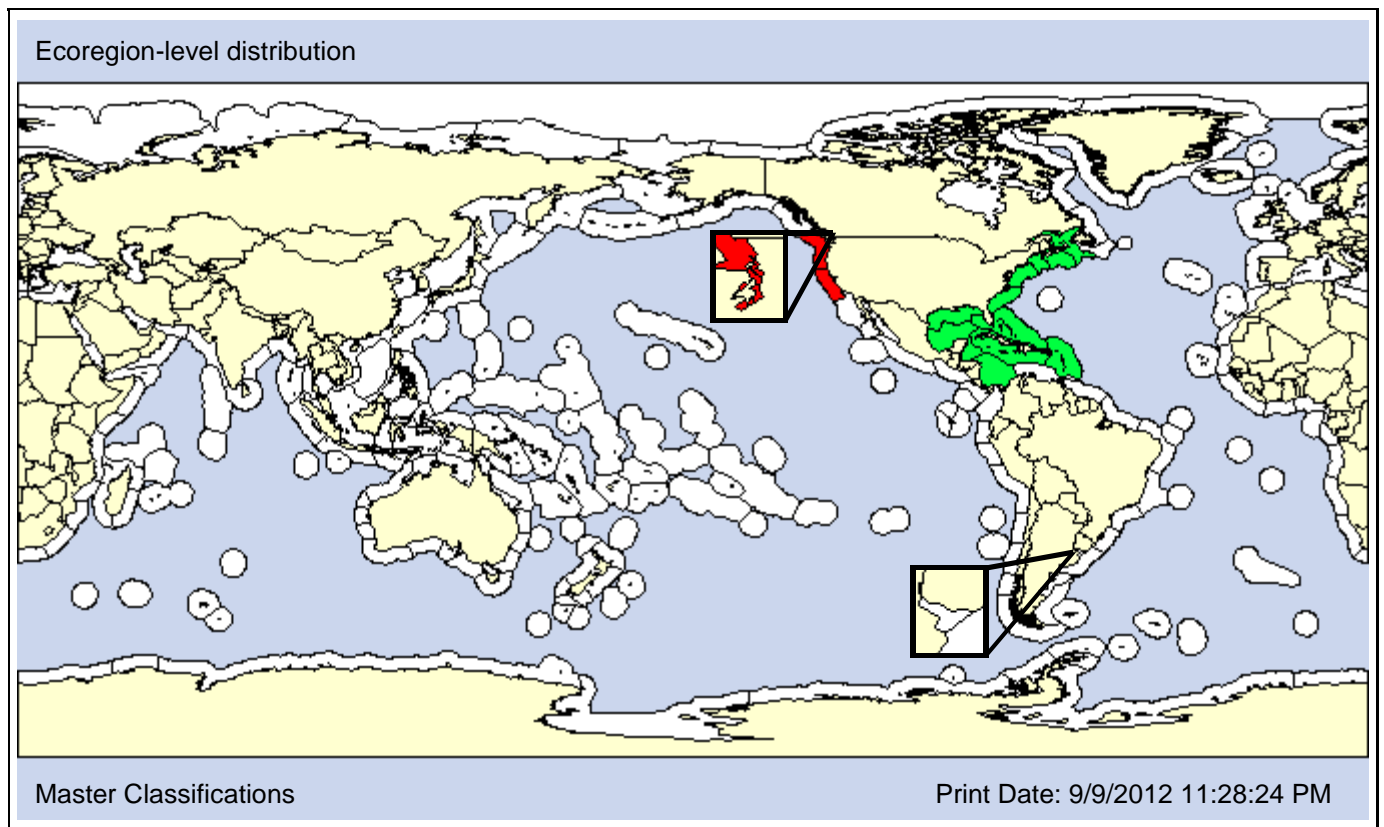 Ecoregion-level distribution
Master Classifications
Print Date: 9/9/2012 11:28:24 PM